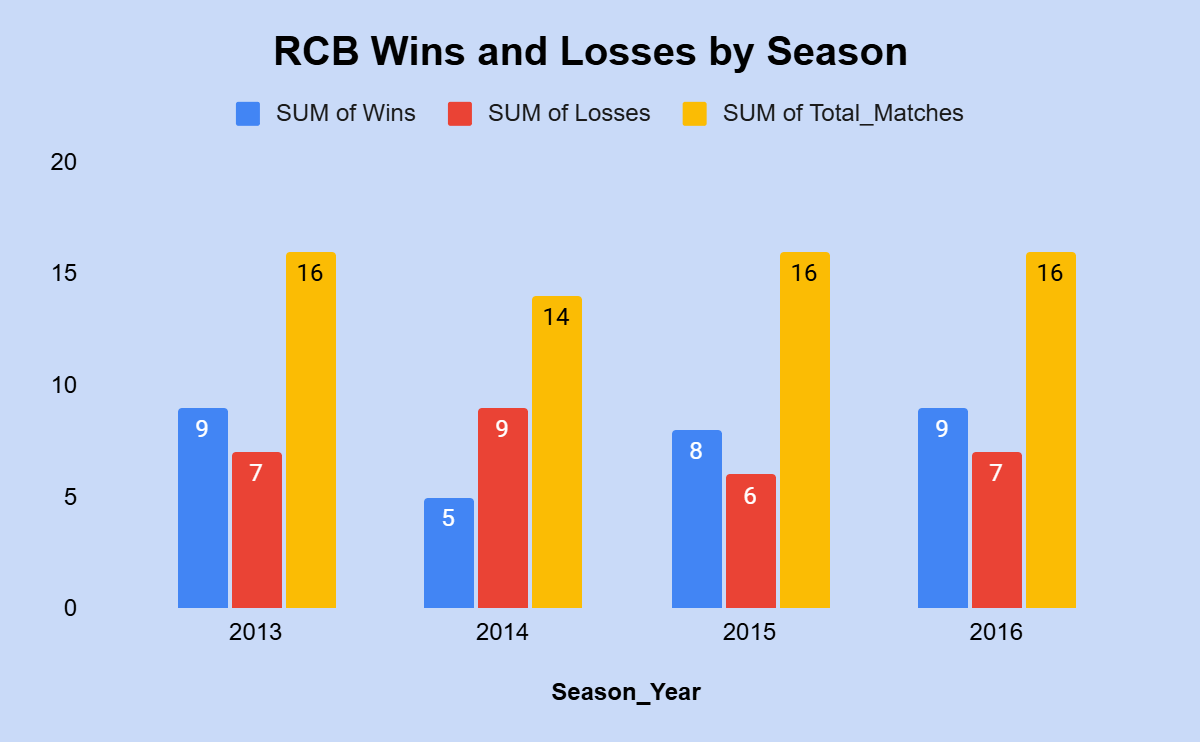 RCB Wins and Losses by Season
SUM of Wins SUM of Losses SUM of Total_Matches
20
15
10
5
0
9 7 16
5 9 14
8 6 16
9 7 16
2013 2014 2015 2016
Season_Year